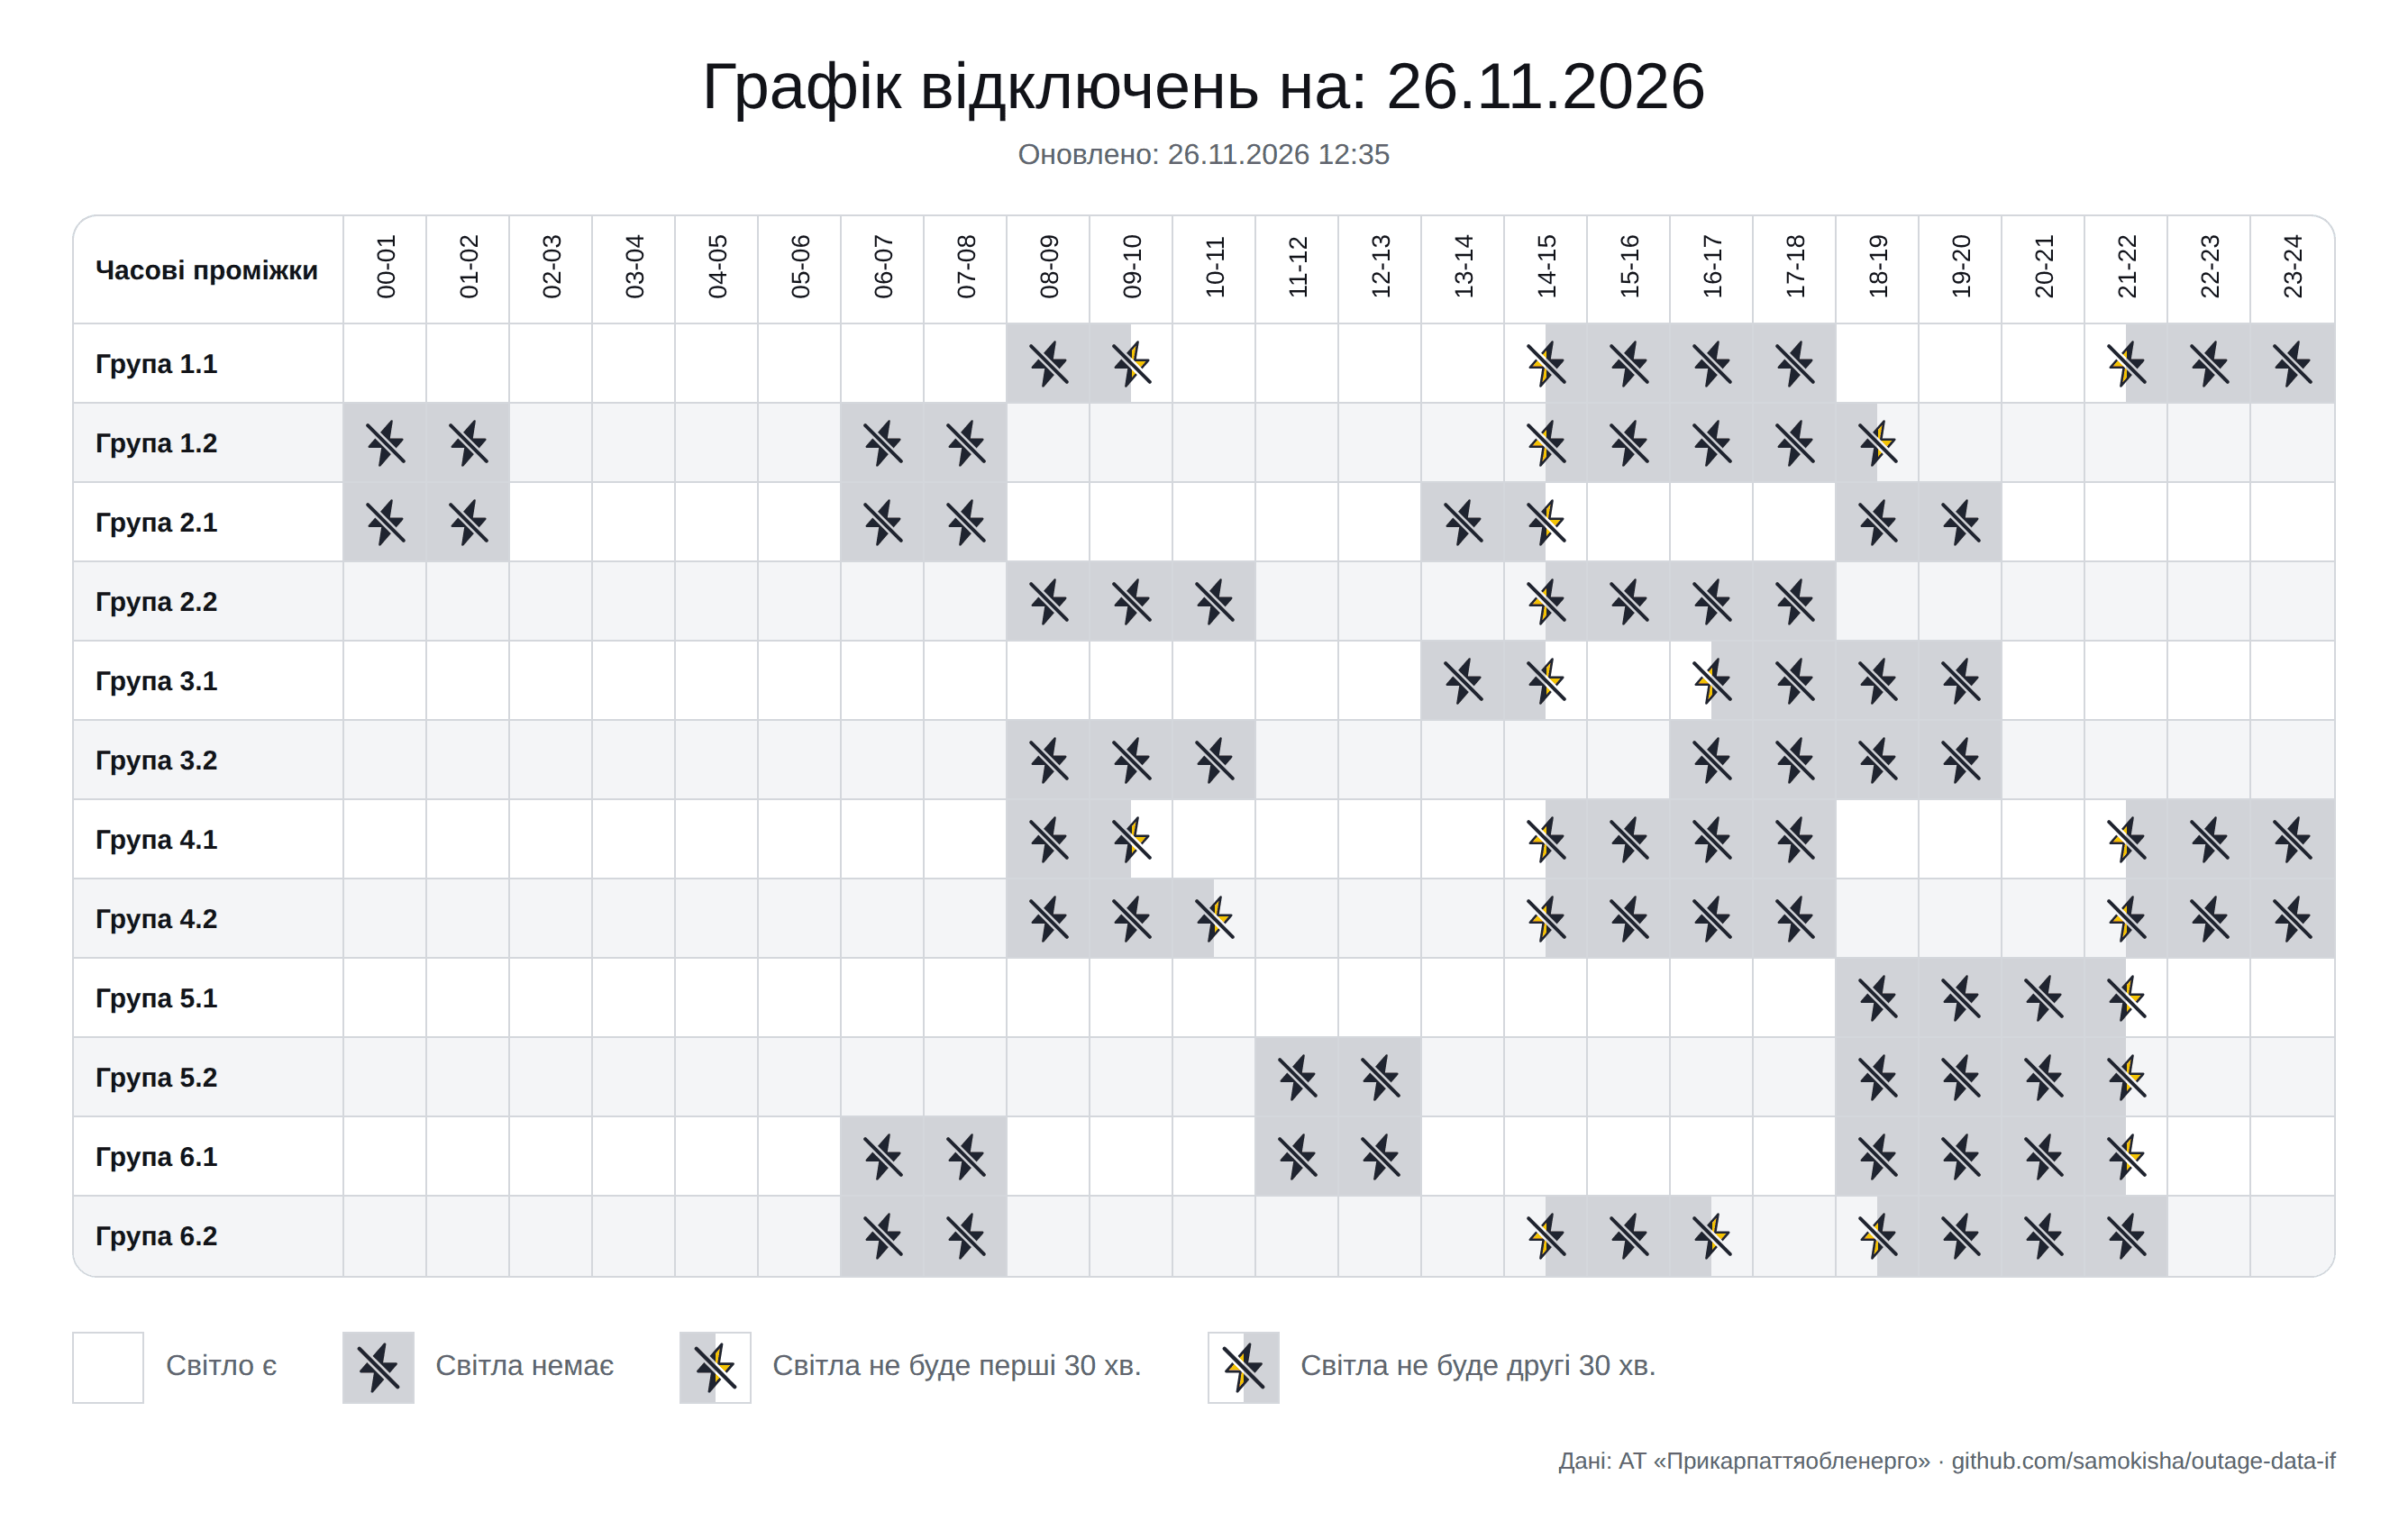 Графік відключень на: 26.11.2026
Оновлено: 26.11.2026 12:35
Часові проміжки 00-01 01-02 02-03 03-04 04-05 05-06 06-07 07-08 08-09 09-10 10-11 11-12 12-13 13-14 14-15 15-16 16-17 17-18 18-19 19-20 20-21 21-22 22-23 23-24
Група 1.1
Група 1.2
Група 2.1
Група 2.2
Група 3.1
Група 3.2
Група 4.1
Група 4.2
Група 5.1
Група 5.2
Група 6.1
Група 6.2
Світло є Світла немає Світла не буде перші 30 хв. Світла не буде другі 30 хв.
Дані: АТ «Прикарпаттяобленерго» · github.com/samokisha/outage-data-if